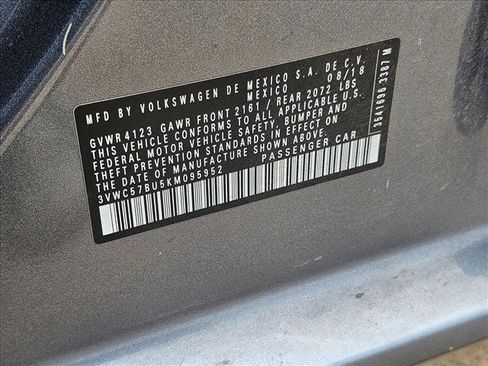 MFD BY VOLKSWAGEN DE MEXICO S.A. DE C.V.
MEXICO 08/18
GVWR 4123 GAWR FRONT 2161 / REAR 2072 LBS
THIS VEHICLE CONFORMS TO ALL APPLICABLE U.S.
FEDERAL MOTOR VEHICLE SAFETY, BUMPER AND
THEFT PREVENTION STANDARDS IN EFFECT ON
THE DATE OF MANUFACTURE SHOWN ABOVE.
3VWC57BU5KM095952 PASSENGER CAR
3541696 3387 M